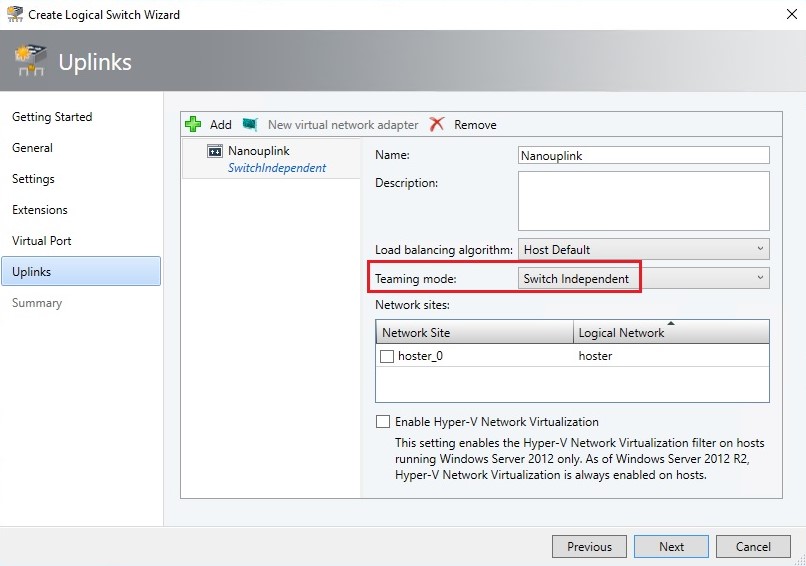 Create Logical Switch Wizard
Uplinks
Getting Started
General
Settings
Extensions
Virtual Port
Uplinks
Summary
Add New virtual network adapter Remove
Nanouplink
SwitchIndependent
Name: Nanouplink
Description:
Load balancing algorithm: Host Default
Teaming mode: Switch Independent
Network sites:
Network Site Logical Network
hoster_0 hoster
Enable Hyper-V Network Virtualization
This setting enables the Hyper-V Network Virtualization filter on hosts
running Windows Server 2012 only. As of Windows Server 2012 R2,
Hyper-V Network Virtualization is always enabled on hosts.
Previous Next Cancel